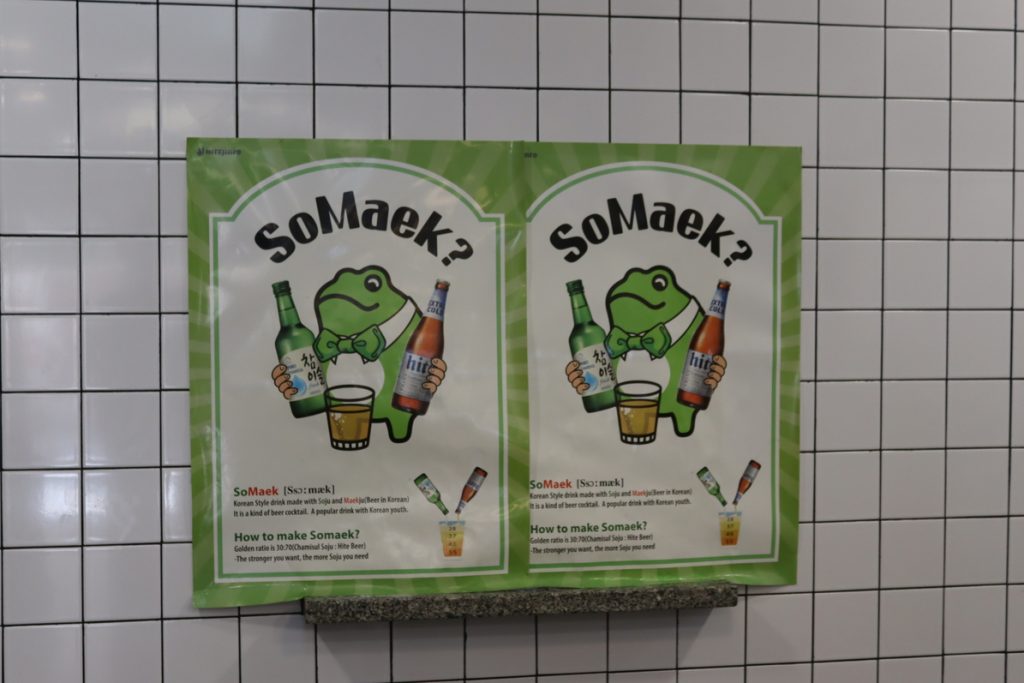 HITEJINRO
SoMaek?
EXTRA
COLD
참
이슬
hite
SoMaek [Ssɔ:mæk]
Korean Style drink made with Soju and Maekju(Beer in Korean)
It is a kind of beer cocktail. A popular drink with Korean youth.
How to make Somaek?
Golden ratio is 30:70(Chamisul Soju : Hite Beer)
-The stronger you want, the more Soju you need
SoMaek?
EXTRA
COLD
참
이슬
hite
SoMaek [Ssɔ:mæk]
Korean Style drink made with Soju and Maekju(Beer in Korean)
It is a kind of beer cocktail. A popular drink with Korean youth.
How to make Somaek?
Golden ratio is 30:70(Chamisul Soju : Hite Beer)
-The stronger you want, the more Soju you need